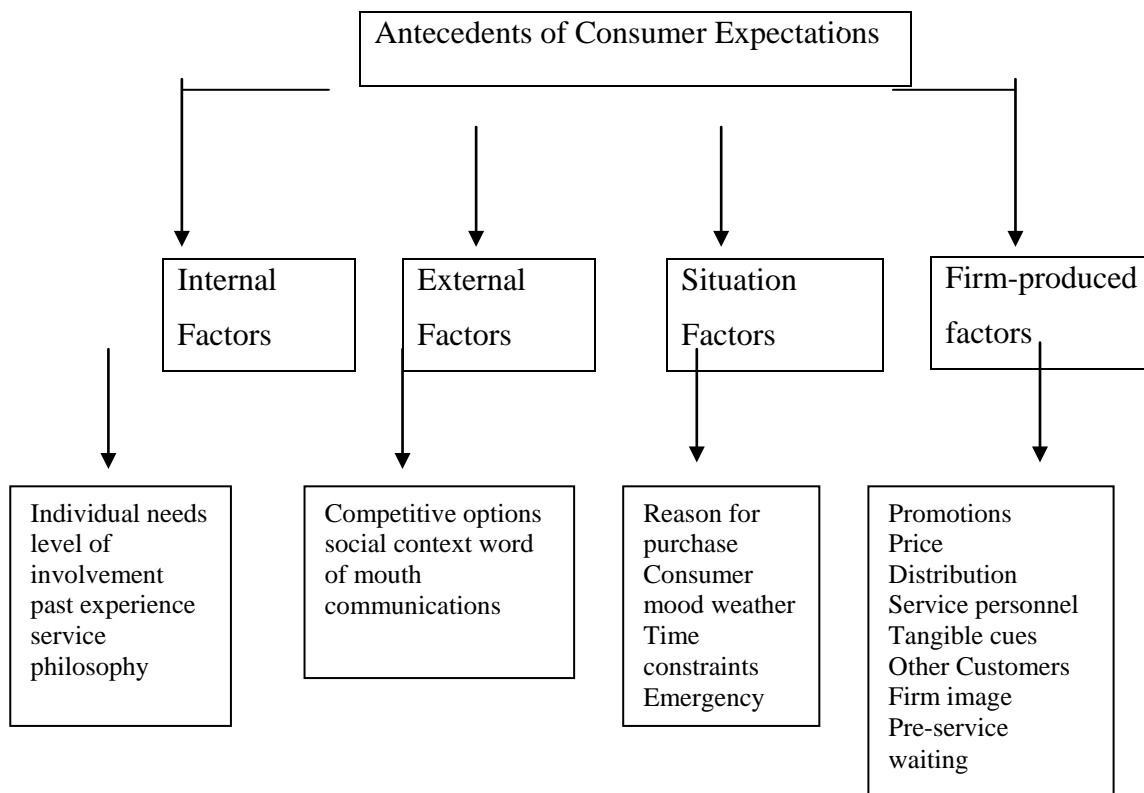 Antecedents of Consumer Expectations
Internal
Factors
External
Factors
Situation
Factors
Firm-produced
factors
Individual needs
level of
involvement
past experience
service
philosophy
Competitive options
social context word
of mouth
communications
Reason for
purchase
Consumer
mood weather
Time
constraints
Emergency
Promotions
Price
Distribution
Service personnel
Tangible cues
Other Customers
Firm image
Pre-service
waiting